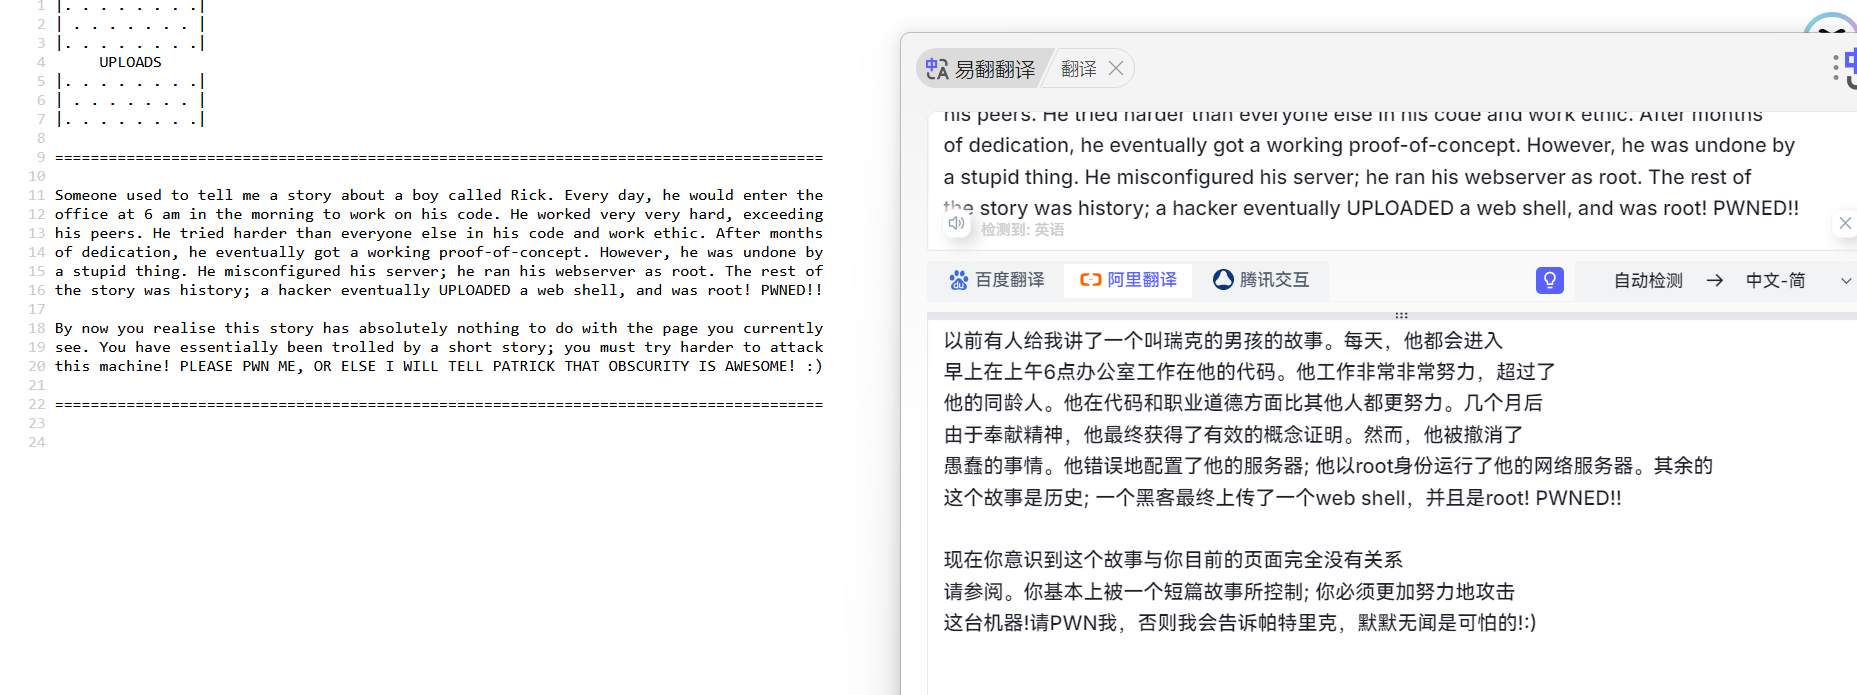 1 |. . . . . . . .|
2 | . . . . . . . |
3 |. . . . . . . .|
4 UPLOADS
5 |. . . . . . . .|
6 | . . . . . . . |
7 |. . . . . . . .|
8
9 ======================================================================================
10
11 Someone used to tell me a story about a boy called Rick. Every day, he would enter the
12 office at 6 am in the morning to work on his code. He worked very very hard, exceeding
13 his peers. He tried harder than everyone else in his code and work ethic. After months
14 of dedication, he eventually got a working proof-of-concept. However, he was undone by
15 a stupid thing. He misconfigured his server; he ran his webserver as root. The rest of
16 the story was history; a hacker eventually UPLOADED a web shell, and was root! PWNED!!
17
18 By now you realise this story has absolutely nothing to do with the page you currently
19 see. You have essentially been trolled by a short story; you must try harder to attack
20 this machine! PLEASE PWN ME, OR ELSE I WILL TELL PATRICK THAT OBSCURITY IS AWESOME! :)
21
22 ======================================================================================
23
24
易翻翻译 翻译
his peers. He tried harder than everyone else in his code and work ethic. After months
of dedication, he eventually got a working proof-of-concept. However, he was undone by
a stupid thing. He misconfigured his server; he ran his webserver as root. The rest of
the story was history; a hacker eventually UPLOADED a web shell, and was root! PWNED!!
检测到: 英语
百度翻译 阿里翻译 腾讯交互 自动检测 → 中文-简
以前有人给我讲了一个叫瑞克的男孩的故事。每天，他都会进入
早上在上午6点办公室工作在他的代码。他工作非常非常努力，超过了
他的同龄人。他在代码和职业道德方面比其他人都更努力。几个月后
由于奉献精神，他最终获得了有效的概念证明。然而，他被撤消了
愚蠢的事情。他错误地配置了他的服务器; 他以root身份运行了他的网络服务器。其余的
这个故事是历史; 一个黑客最终上传了一个web shell，并且是root! PWNED!!
现在你意识到这个故事与你目前的页面完全没有关系
请参阅。你基本上被一个短篇故事所控制; 你必须更加努力地攻击
这台机器!请PWN我，否则我会告诉帕特里克，默默无闻是可怕的!:)